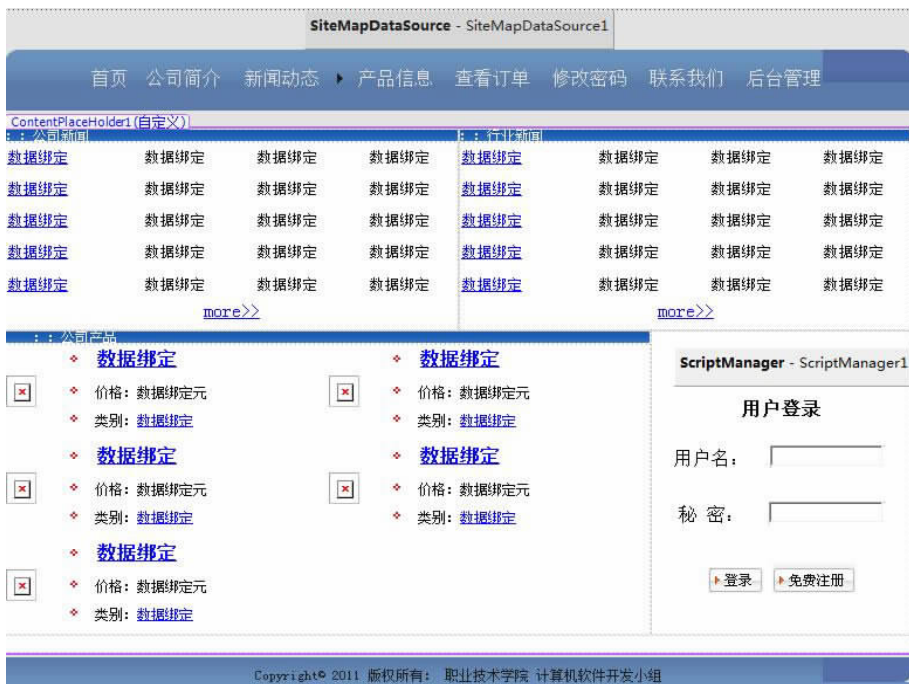 SiteMapDataSource - SiteMapDataSource1
首页 公司简介 新闻动态 产品信息 查看订单 修改密码 联系我们 后台管理
ContentPlaceHolder1(自定义)
：：公司新闻 ：：行业新闻
数据绑定 数据绑定 数据绑定 数据绑定 数据绑定 数据绑定 数据绑定 数据绑定
数据绑定 数据绑定 数据绑定 数据绑定 数据绑定 数据绑定 数据绑定 数据绑定
数据绑定 数据绑定 数据绑定 数据绑定 数据绑定 数据绑定 数据绑定 数据绑定
数据绑定 数据绑定 数据绑定 数据绑定 数据绑定 数据绑定 数据绑定 数据绑定
数据绑定 数据绑定 数据绑定 数据绑定 数据绑定 数据绑定 数据绑定 数据绑定
more>> more>>
：：公司产品
数据绑定 数据绑定
价格：数据绑定元 价格：数据绑定元
类别：数据绑定 类别：数据绑定
数据绑定 数据绑定
价格：数据绑定元 价格：数据绑定元
类别：数据绑定 类别：数据绑定
数据绑定
价格：数据绑定元
类别：数据绑定
ScriptManager - ScriptManager1
用户登录
用户名：
秘 密：
登录 免费注册
Copyright© 2011 版权所有： 职业技术学院 计算机软件开发小组